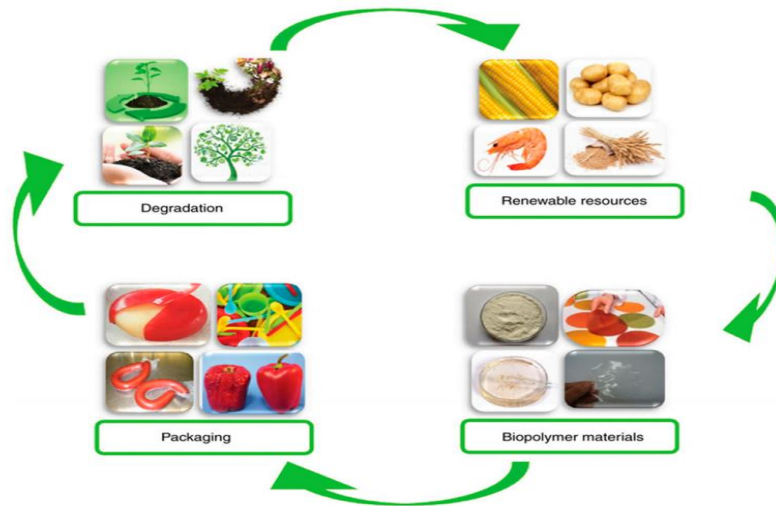 Degradation
Renewable resources
Packaging
Biopolymer materials